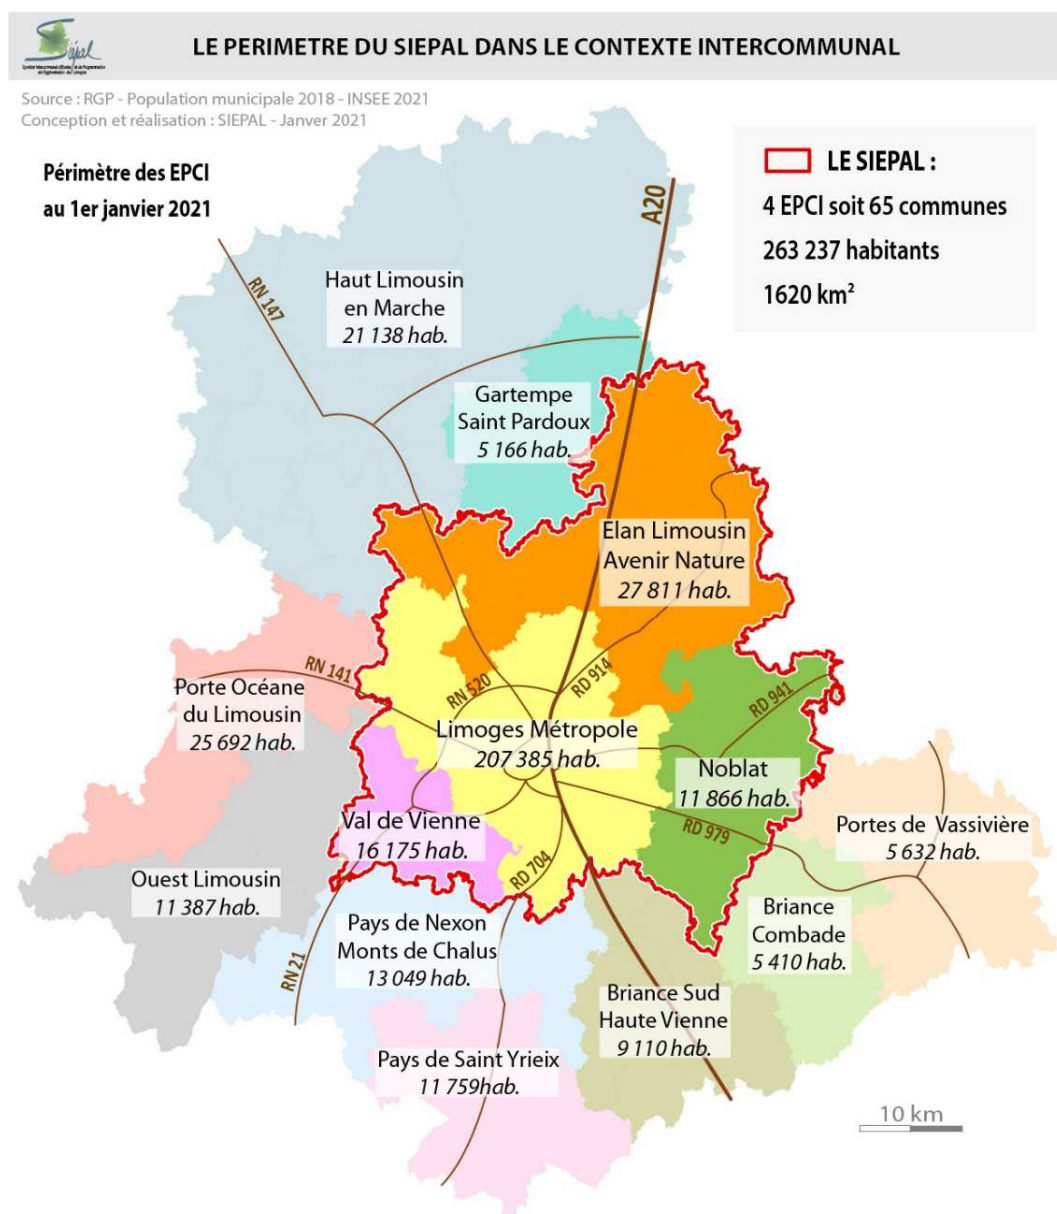 Siépal
LE PERIMETRE DU SIEPAL DANS LE CONTEXTE INTERCOMMUNAL
Source : RGP - Population municipale 2018 - INSEE 2021
Conception et réalisation : SIEPAL - Janver 2021
Périmètre des EPCI
au 1er janvier 2021
LE SIEPAL :
4 EPCI soit 65 communes
263 237 habitants
1620 km²
A20
RN 147
Haut Limousin
en Marche
21 138 hab.
Gartempe
Saint Pardoux
5 166 hab.
Elan Limousin
Avenir Nature
27 811 hab.
RN 141
RN 520
RD 914
RD 941
Porte Océane
du Limousin
25 692 hab.
Limoges Métropole
207 385 hab.
Noblat
11 866 hab.
RD 979
Val de Vienne
16 175 hab.
RD 704
Portes de Vassivière
5 632 hab.
Ouest Limousin
11 387 hab.
Pays de Nexon
Monts de Chalus
13 049 hab.
RN 21
Briance
Combade
5 410 hab.
Briance Sud
Haute Vienne
9 110 hab.
Pays de Saint Yrieix
11 759hab.
10 km